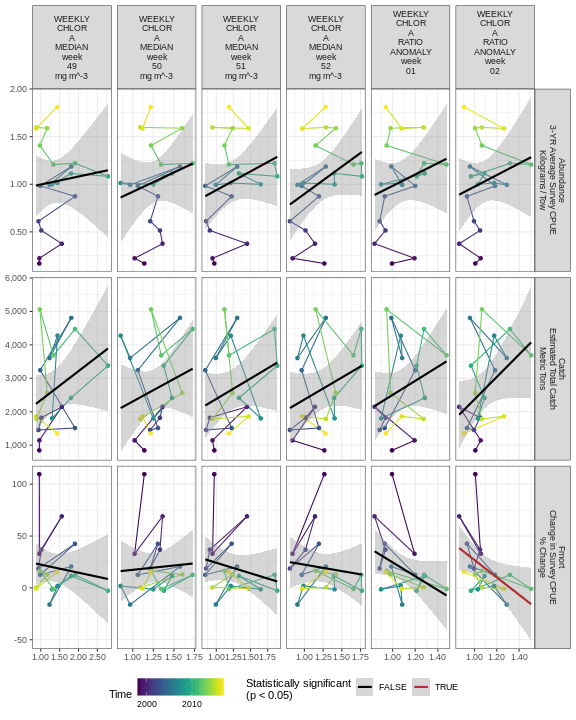 WEEKLY
CHLOR
A
MEDIAN
week
49
mg m^-3
WEEKLY
CHLOR
A
MEDIAN
week
50
mg m^-3
WEEKLY
CHLOR
A
MEDIAN
week
51
mg m^-3
WEEKLY
CHLOR
A
MEDIAN
week
52
mg m^-3
WEEKLY
CHLOR
A
RATIO
ANOMALY
week
01
WEEKLY
CHLOR
A
RATIO
ANOMALY
week
02
2.00
1.50
1.00
0.50
Abundance
3-YR Average Survey CPUE
Kilograms / Tow
6,000
5,000
4,000
3,000
2,000
1,000
Catch
Estimated Total Catch
Metric Tons
100
50
0
-50
Fmort
Change in Survey CPUE
% Change
1.00 1.50 2.00 2.50
1.00 1.25 1.50 1.75
1.00 1.25 1.50 1.75
1.00 1.25 1.50 1.75
1.00 1.20 1.40
1.00 1.20 1.40
Time
2000 2010
Statistically significant
(p < 0.05)
FALSE
TRUE